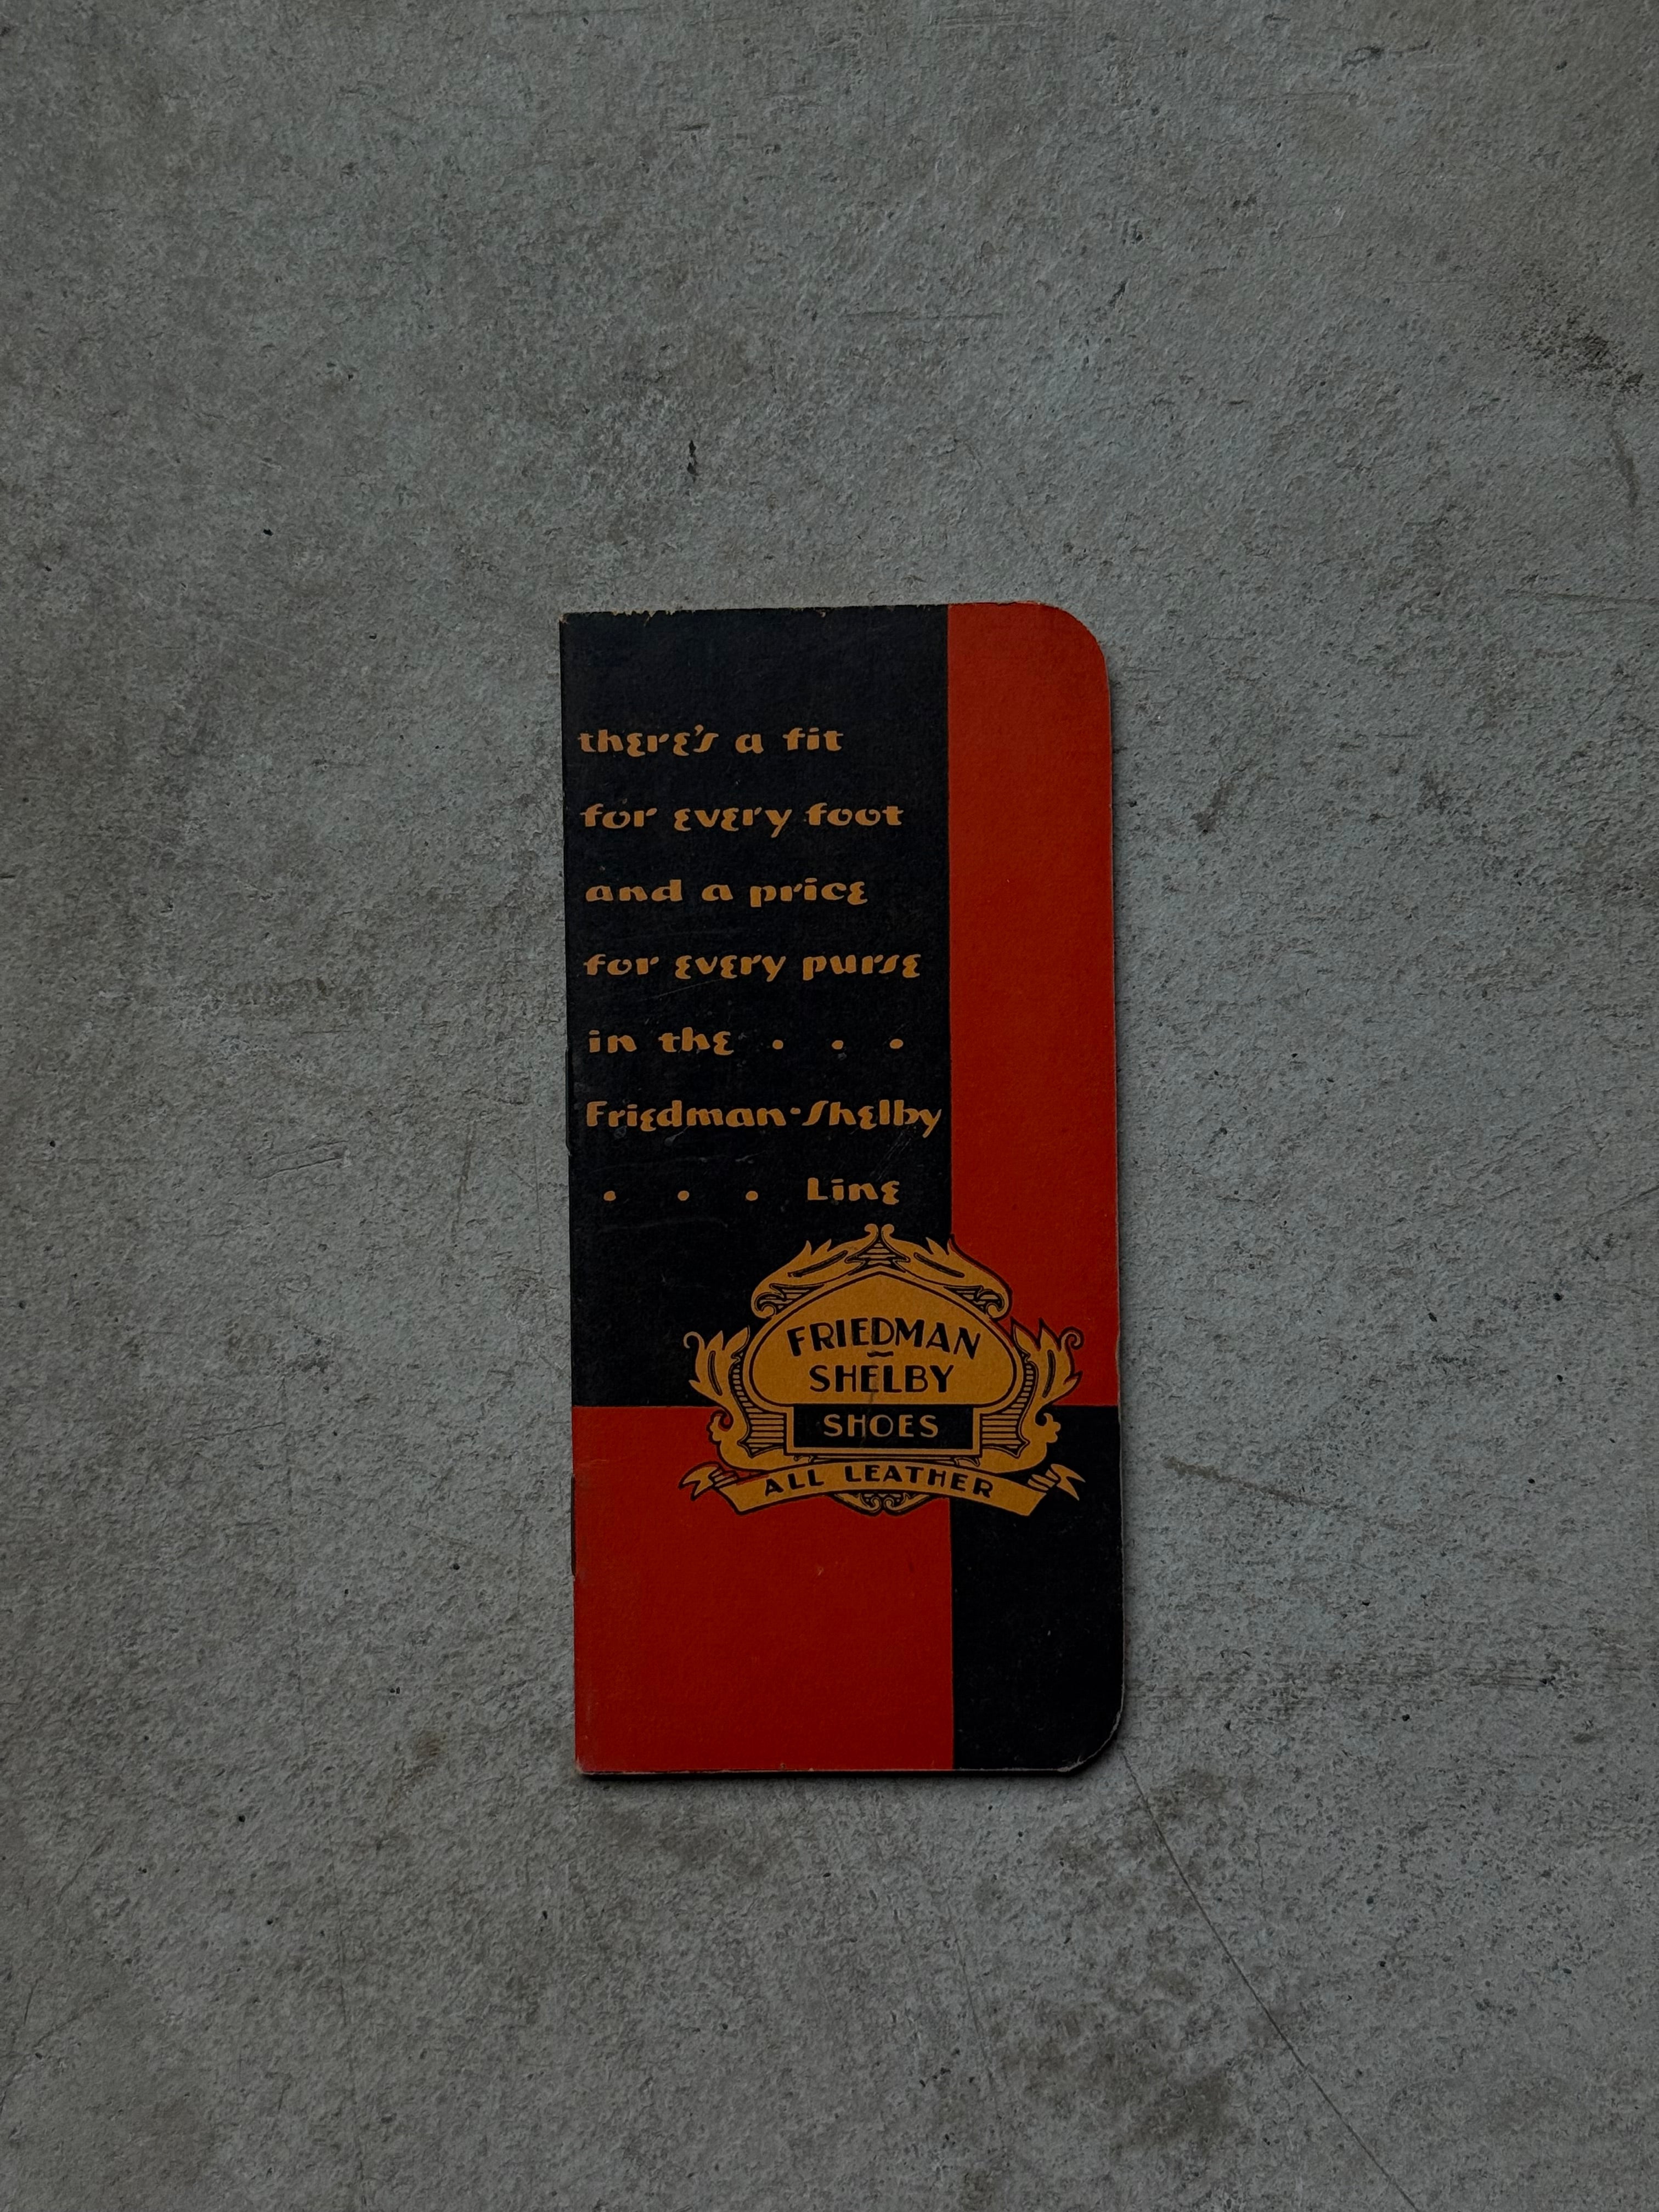 there's a fit
for every foot
and a price
for every purse
in the . . .
Friedman-Shelby
. . . Line
FRIEDMAN
SHELBY
SHOES
ALL LEATHER